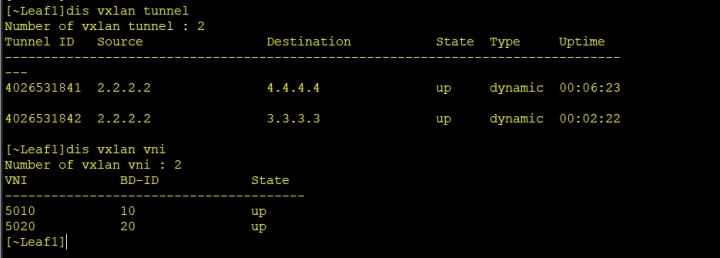 [~Leaf1]dis vxlan tunnel
Number of vxlan tunnel : 2
Tunnel ID   Source                Destination            State  Type     Uptime
-----------------------------------------------------------------------------------
---
4026531841  2.2.2.2               4.4.4.4                up     dynamic  00:06:23
4026531842  2.2.2.2               3.3.3.3                up     dynamic  00:02:22
[~Leaf1]dis vxlan vni
Number of vxlan vni : 2
VNI            BD-ID            State
---------------------------------------
5010           10               up
5020           20               up
[~Leaf1]